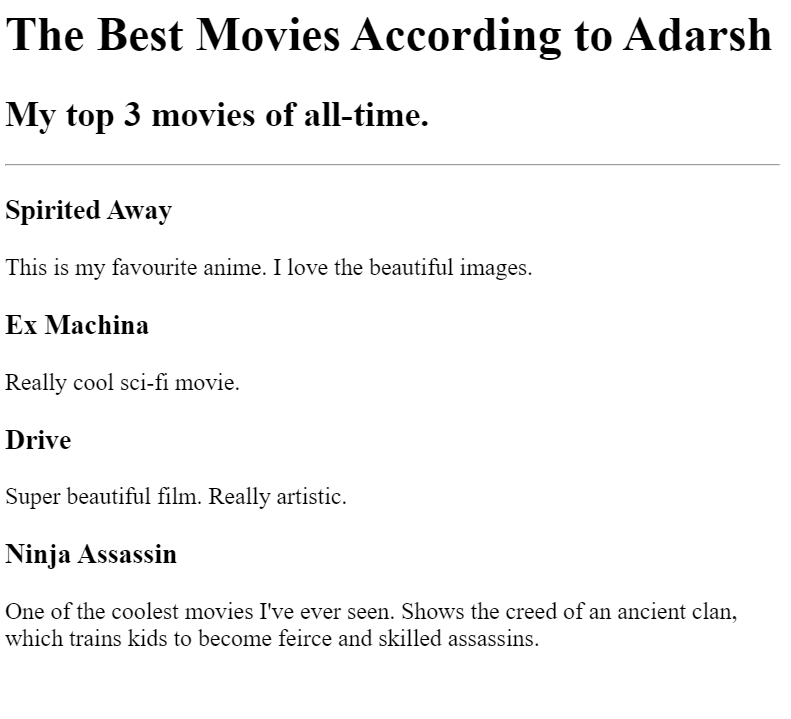 The Best Movies According to Adarsh
My top 3 movies of all-time.
Spirited Away
This is my favourite anime. I love the beautiful images.
Ex Machina
Really cool sci-fi movie.
Drive
Super beautiful film. Really artistic.
Ninja Assassin
One of the coolest movies I've ever seen. Shows the creed of an ancient clan,
which trains kids to become feirce and skilled assassins.